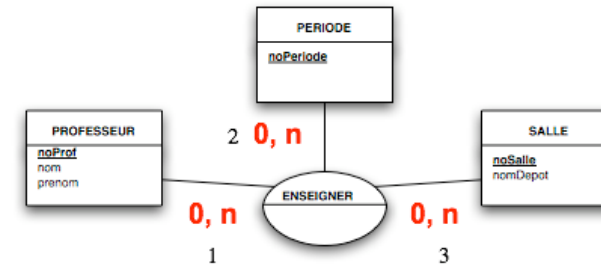 PERIODE
noPeriode
PROFESSEUR
noProf
nom
prenom
2 0, n
SALLE
noSalle
nomDepot
ENSEIGNER
0, n
0, n
1
3